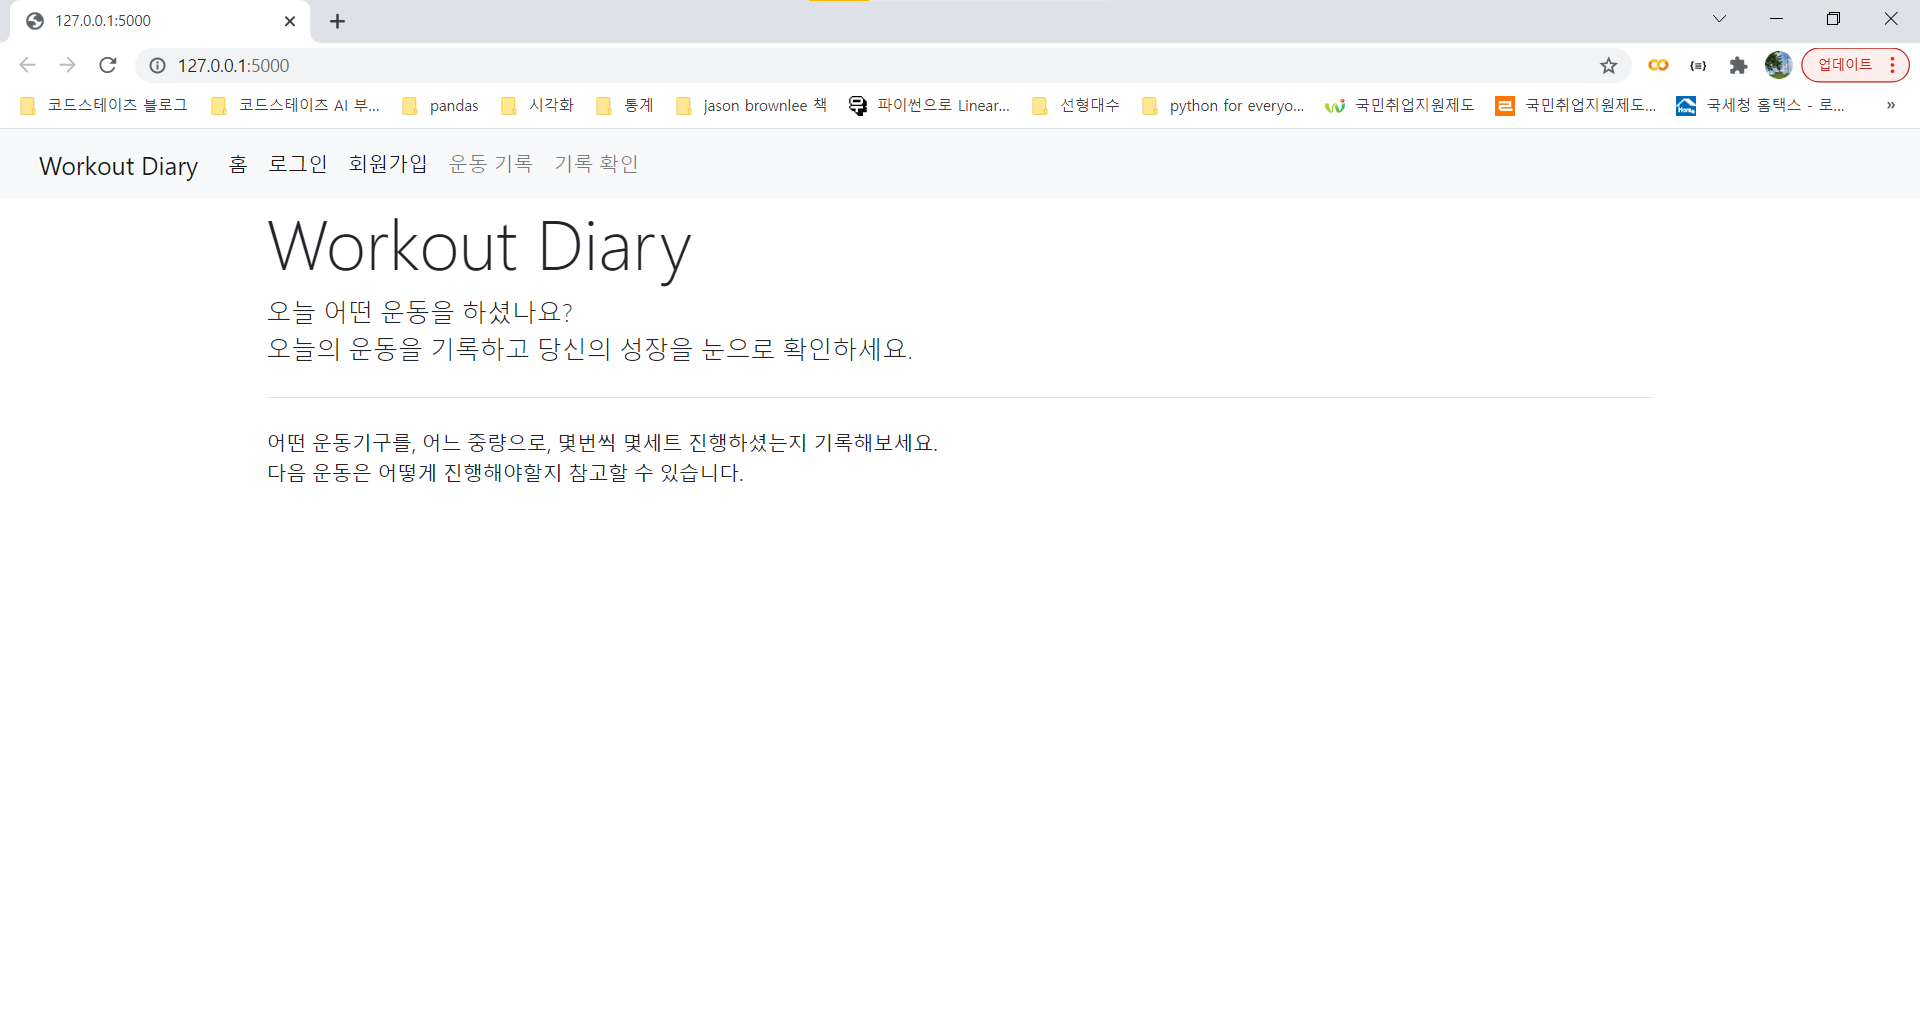 127.0.0.1:5000
127.0.0.1:5000
업데이트
코드스테이츠 블로그 코드스테이츠 AI 부... pandas 시각화 통계 jason brownlee 책 파이썬으로 Linear... 선형대수 python for everyo... 국민취업지원제도 국민취업지원제도... 국세청 홈택스 - 로... »
Workout Diary 홈 로그인 회원가입 운동 기록 기록 확인
Workout Diary
오늘 어떤 운동을 하셨나요?
오늘의 운동을 기록하고 당신의 성장을 눈으로 확인하세요.
어떤 운동기구를, 어느 중량으로, 몇번씩 몇세트 진행하셨는지 기록해보세요.
다음 운동은 어떻게 진행해야할지 참고할 수 있습니다.